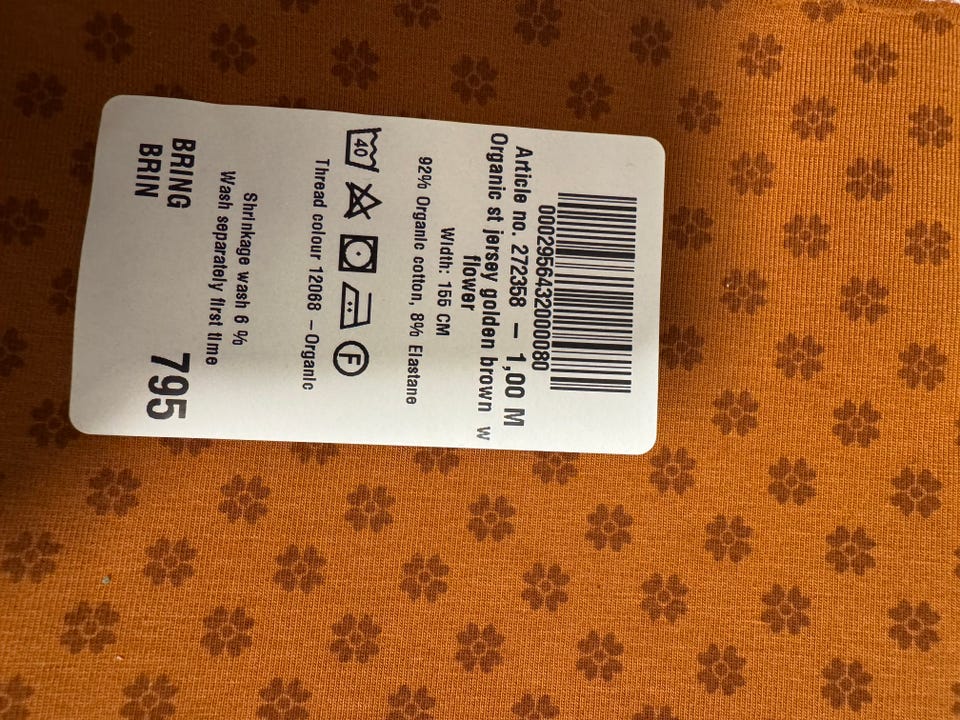 000295643200080
Article no. 272358 – 1,00 M
Organic st jersey golden brown w
flower
Width: 155 CM
92% Organic cotton, 8% Elastane
40 F
Thread colour 12068 – Organic
Shrinkage wash 6 %
Wash separately first time
BRING
BRIN
795